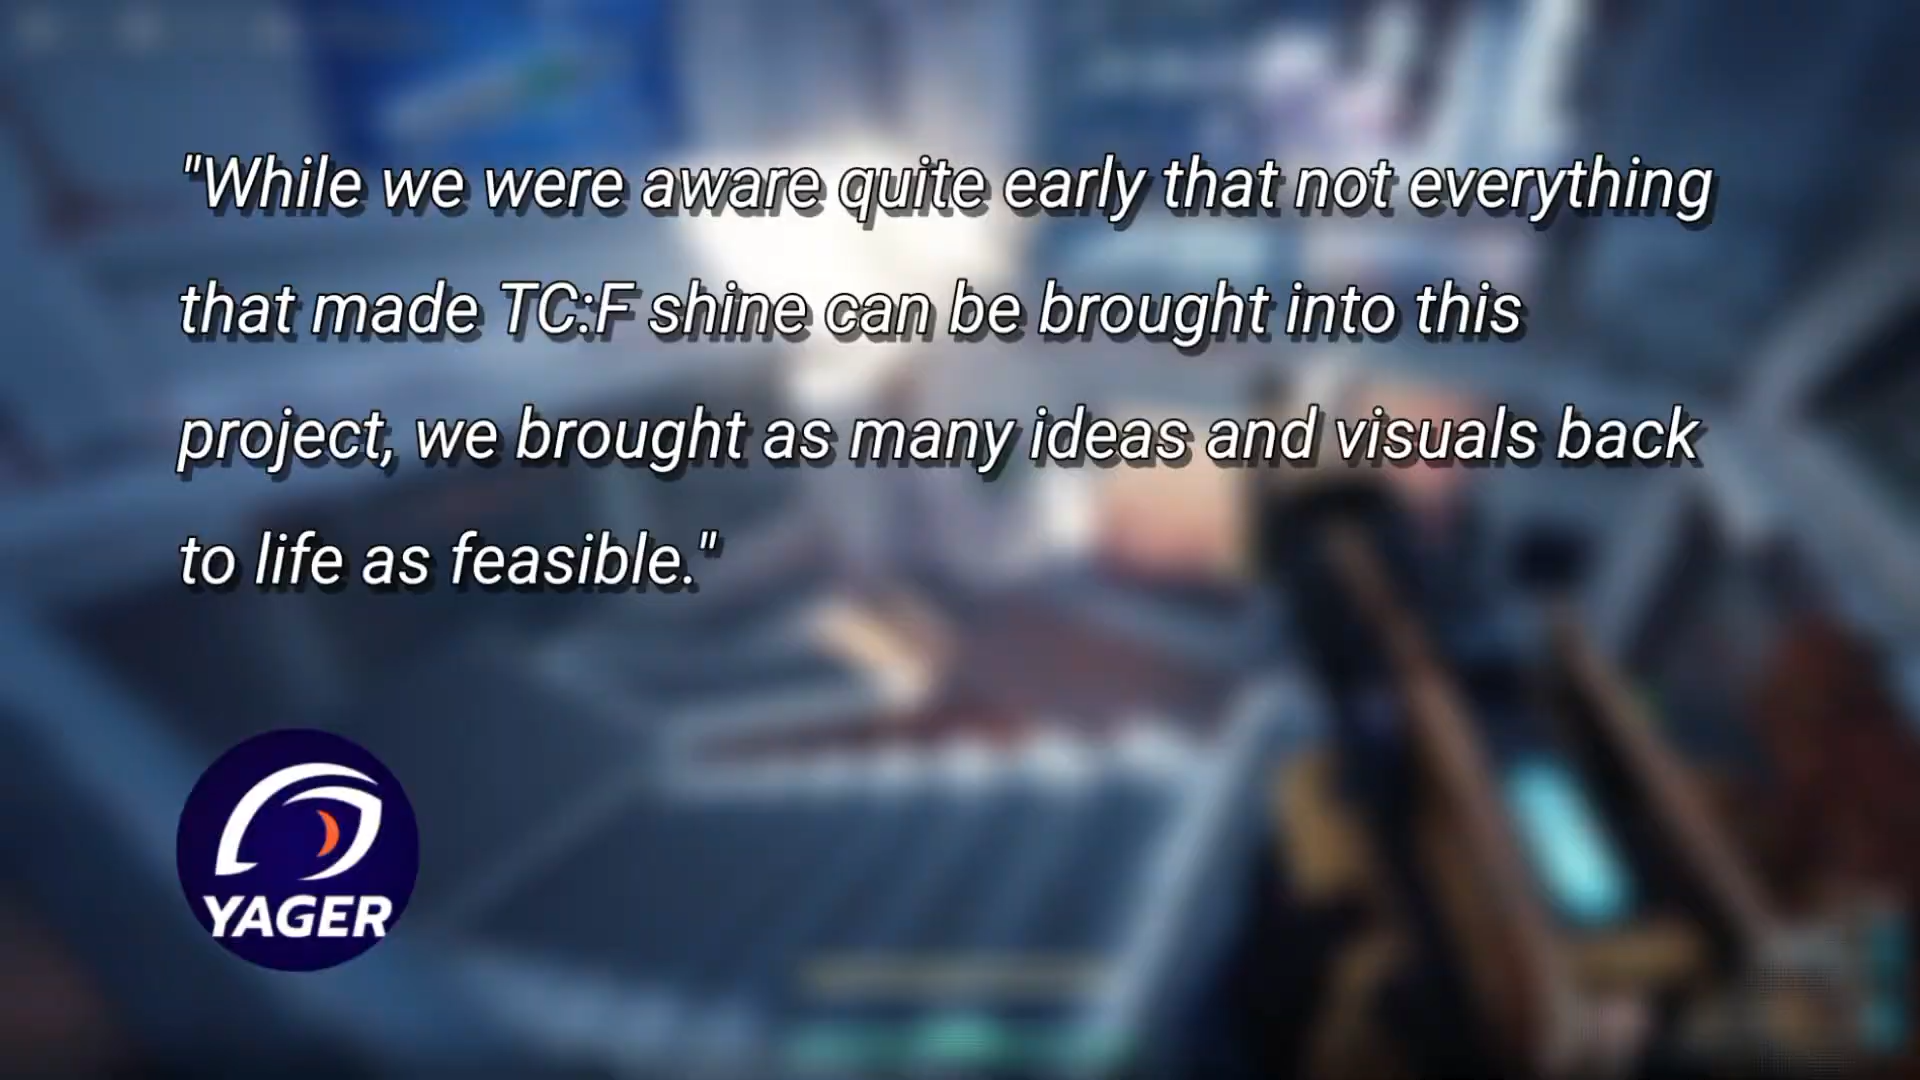 "While we were aware quite early that not everything
that made TC:F shine can be brought into this
project, we brought as many ideas and visuals back
to life as feasible."
YAGER